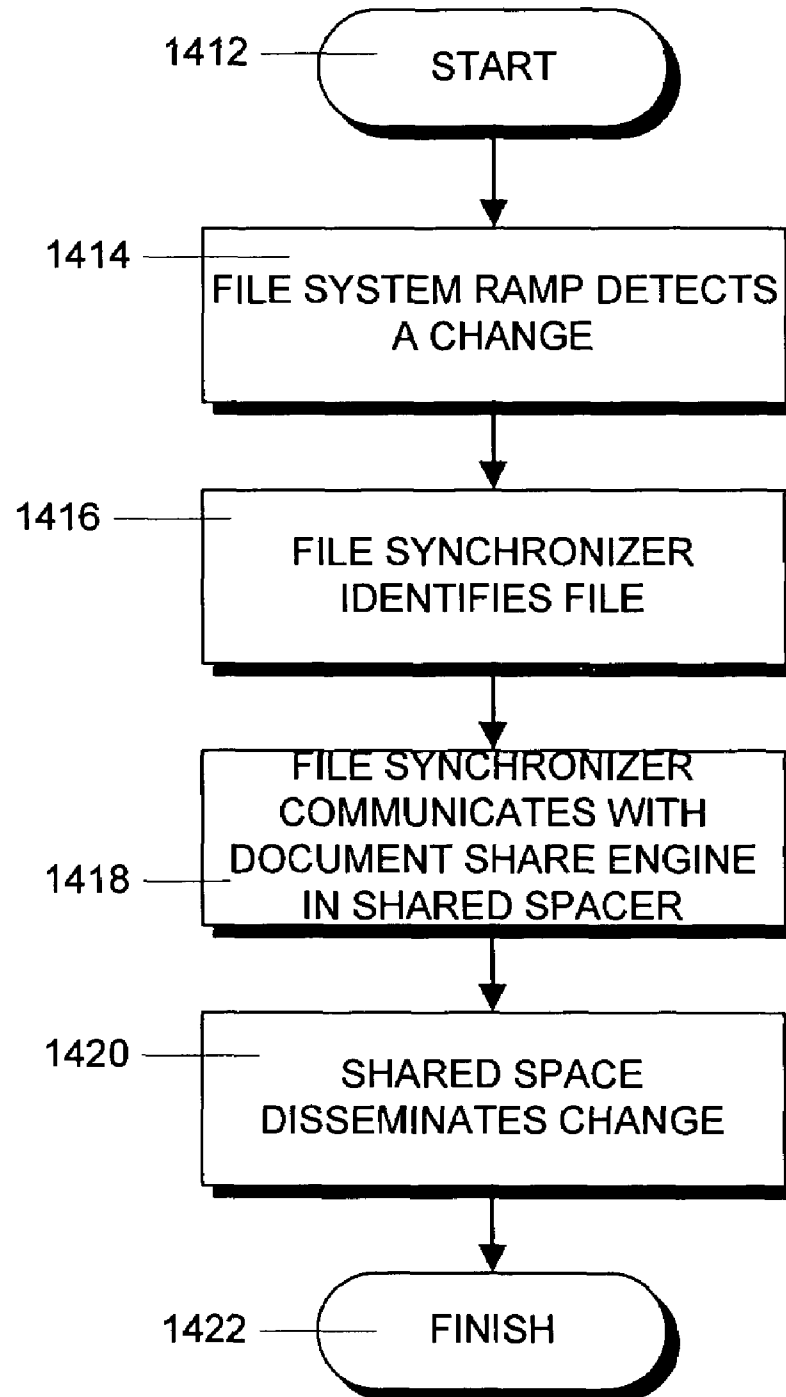 1412
START
1414
FILE SYSTEM RAMP DETECTS
A CHANGE
1416
FILE SYNCHRONIZER
IDENTIFIES FILE
FILE SYNCHRONIZER
COMMUNICATES WITH
DOCUMENT SHARE ENGINE
1418
IN SHARED SPACER
1420
SHARED SPACE
DISSEMINATES CHANGE
1422
FINISH